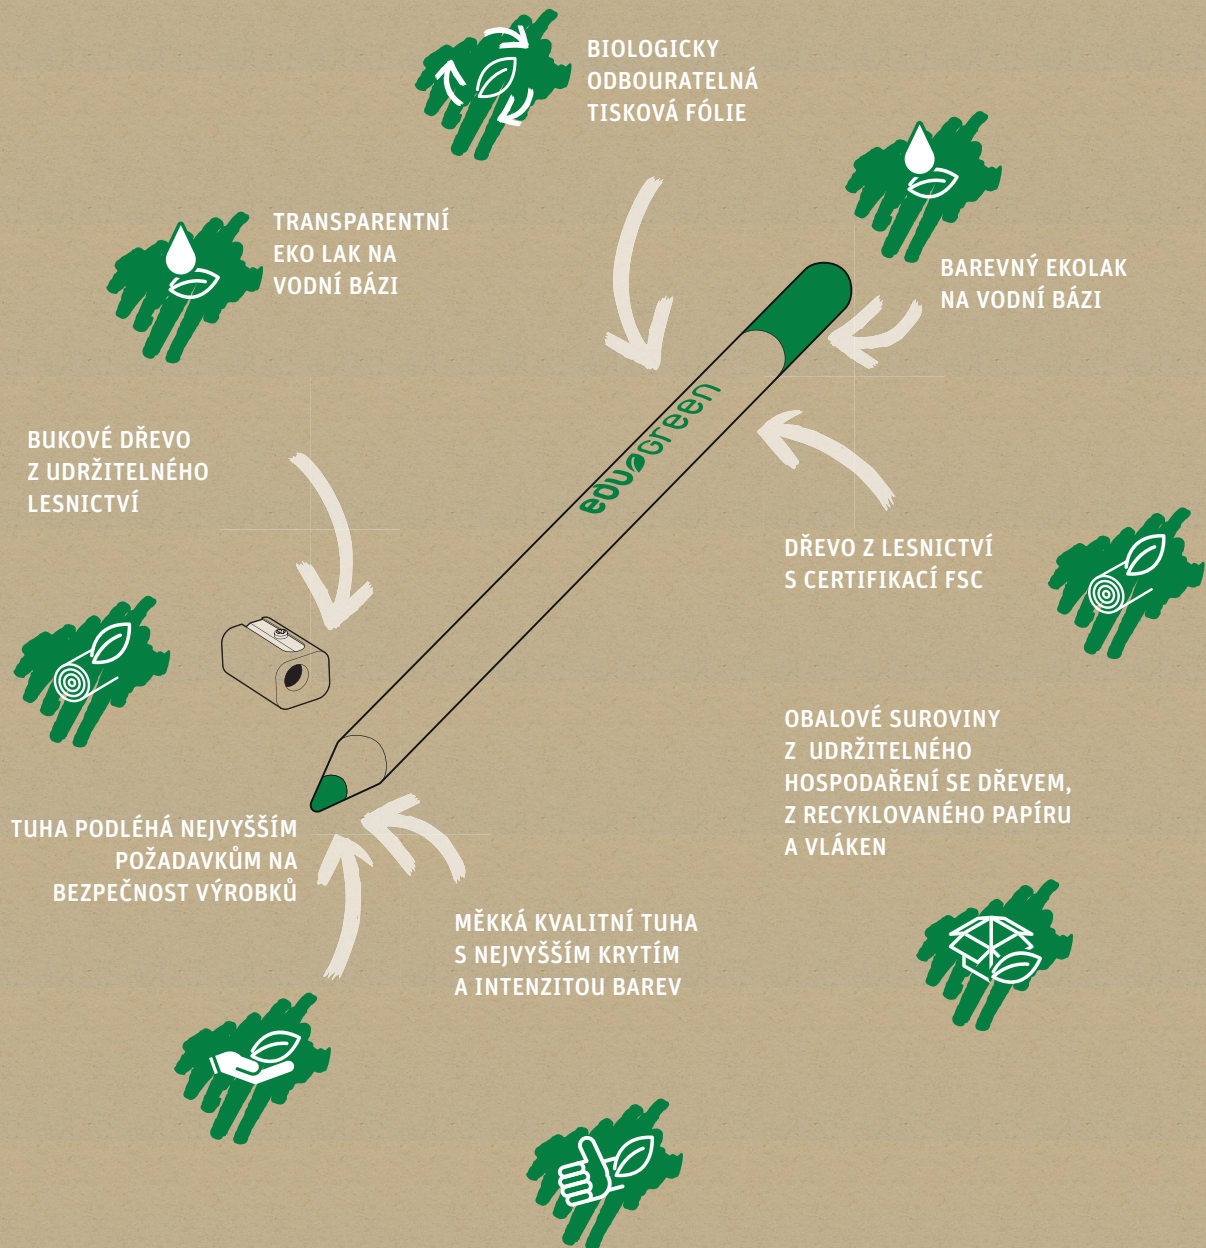 BIOLOGICKY
ODBOURATELNÁ
TISKOVÁ FÓLIE
TRANSPARENTNÍ
EKO LAK NA
VODNÍ BÁZI
BAREVNÝ EKOLAK
NA VODNÍ BÁZI
edu green
BUKOVÉ DŘEVO
Z UDRŽITELNÉHO
LESNICTVÍ
DŘEVO Z LESNICTVÍ
S CERTIFIKACÍ FSC
OBALOVÉ SUROVINY
Z UDRŽITELNÉHO
HOSPODAŘENÍ SE DŘEVEM,
Z RECYKLOVANÉHO PAPÍRU
A VLÁKEN
TUHA PODLÉHÁ NEJVYŠŠÍM
POŽADAVKŮM NA
BEZPEČNOST VÝROBKŮ
MĚKKÁ KVALITNÍ TUHA
S NEJVYŠŠÍM KRYTÍM
A INTENZITOU BAREV